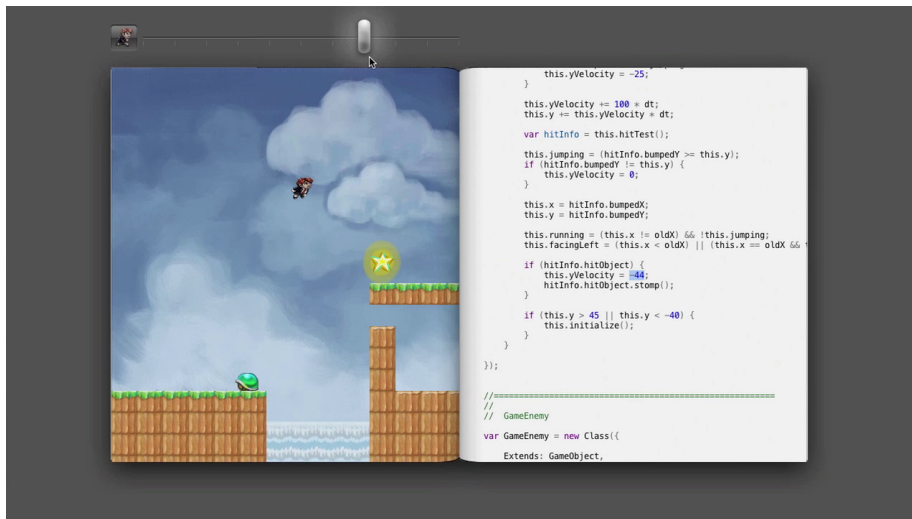 this.yVelocity = -25;
}
this.yVelocity += 100 * dt;
this.y += this.yVelocity * dt;
var hitInfo = this.hitTest();
this.jumping = (hitInfo.bumpedY >= this.y);
if (hitInfo.bumpedY != this.y) {
this.yVelocity = 0;
}
this.x = hitInfo.bumpedX;
this.y = hitInfo.bumpedY;
this.running = (this.x != oldX) && !this.jumping;
this.facingLeft = (this.x < oldX) || (this.x == oldX &&
if (hitInfo.hitObject) {
this.yVelocity = -44;
hitInfo.hitObject.stomp();
}
if (this.y > 45 || this.y < -40) {
this.initialize();
}
}
});
//========================================================
//
// GameEnemy
var GameEnemy = new Class({
Extends: GameObject,